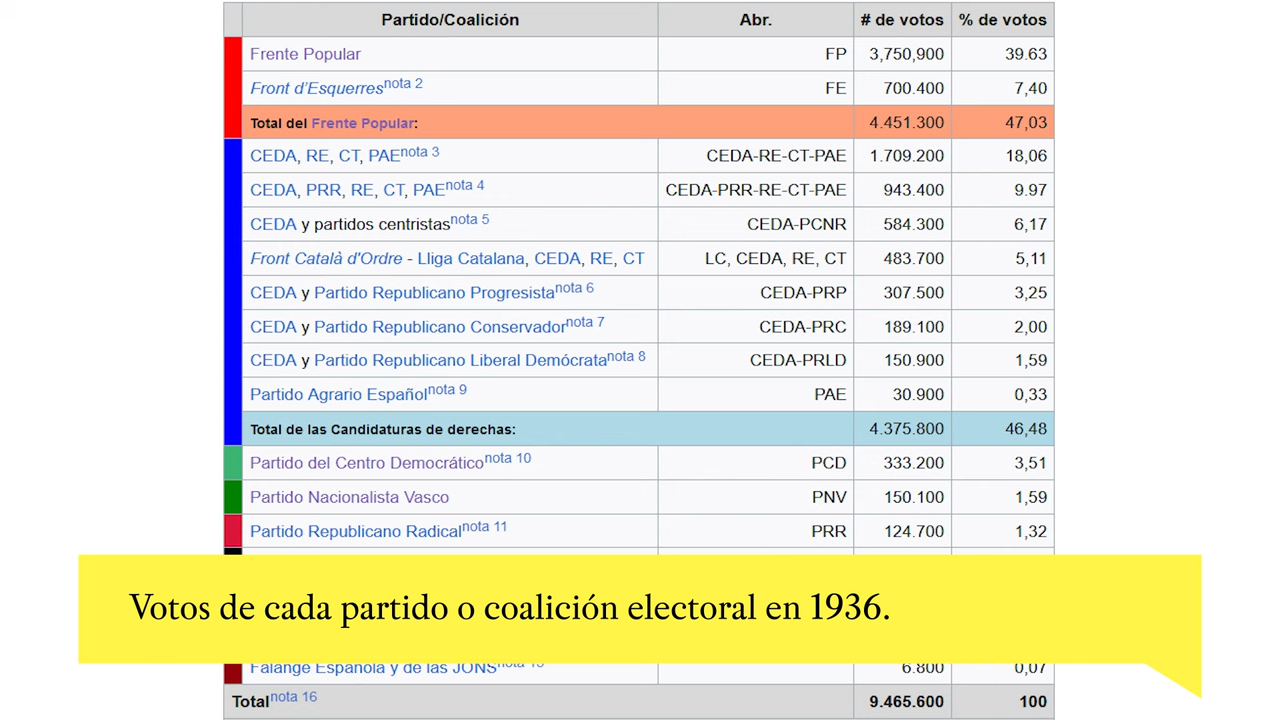 Partido/Coalición Abr. # de votos % de votos
Frente Popular FP 3,750,900 39.63
Front d’Esquerres nota 2 FE 700.400 7,40
Total del Frente Popular: 4.451.300 47,03
CEDA, RE, CT, PAE nota 3 CEDA-RE-CT-PAE 1.709.200 18,06
CEDA, PRR, RE, CT, PAE nota 4 CEDA-PRR-RE-CT-PAE 943.400 9.97
CEDA y partidos centristas nota 5 CEDA-PCNR 584.300 6,17
Front Català d'Ordre - Lliga Catalana, CEDA, RE, CT LC, CEDA, RE, CT 483.700 5,11
CEDA y Partido Republicano Progresista nota 6 CEDA-PRP 307.500 3,25
CEDA y Partido Republicano Conservador nota 7 CEDA-PRC 189.100 2,00
CEDA y Partido Republicano Liberal Demócrata nota 8 CEDA-PRLD 150.900 1,59
Partido Agrario Español nota 9 PAE 30.900 0,33
Total de las Candidaturas de derechas: 4.375.800 46,48
Partido del Centro Democrático nota 10 PCD 333.200 3,51
Partido Nacionalista Vasco PNV 150.100 1,59
Partido Republicano Radical nota 11 PRR 124.700 1,32
Votos de cada partido o coalición electoral en 1936.
Falange Española y de las JONS 6.800 0,07
Total nota 16 9.465.600 100